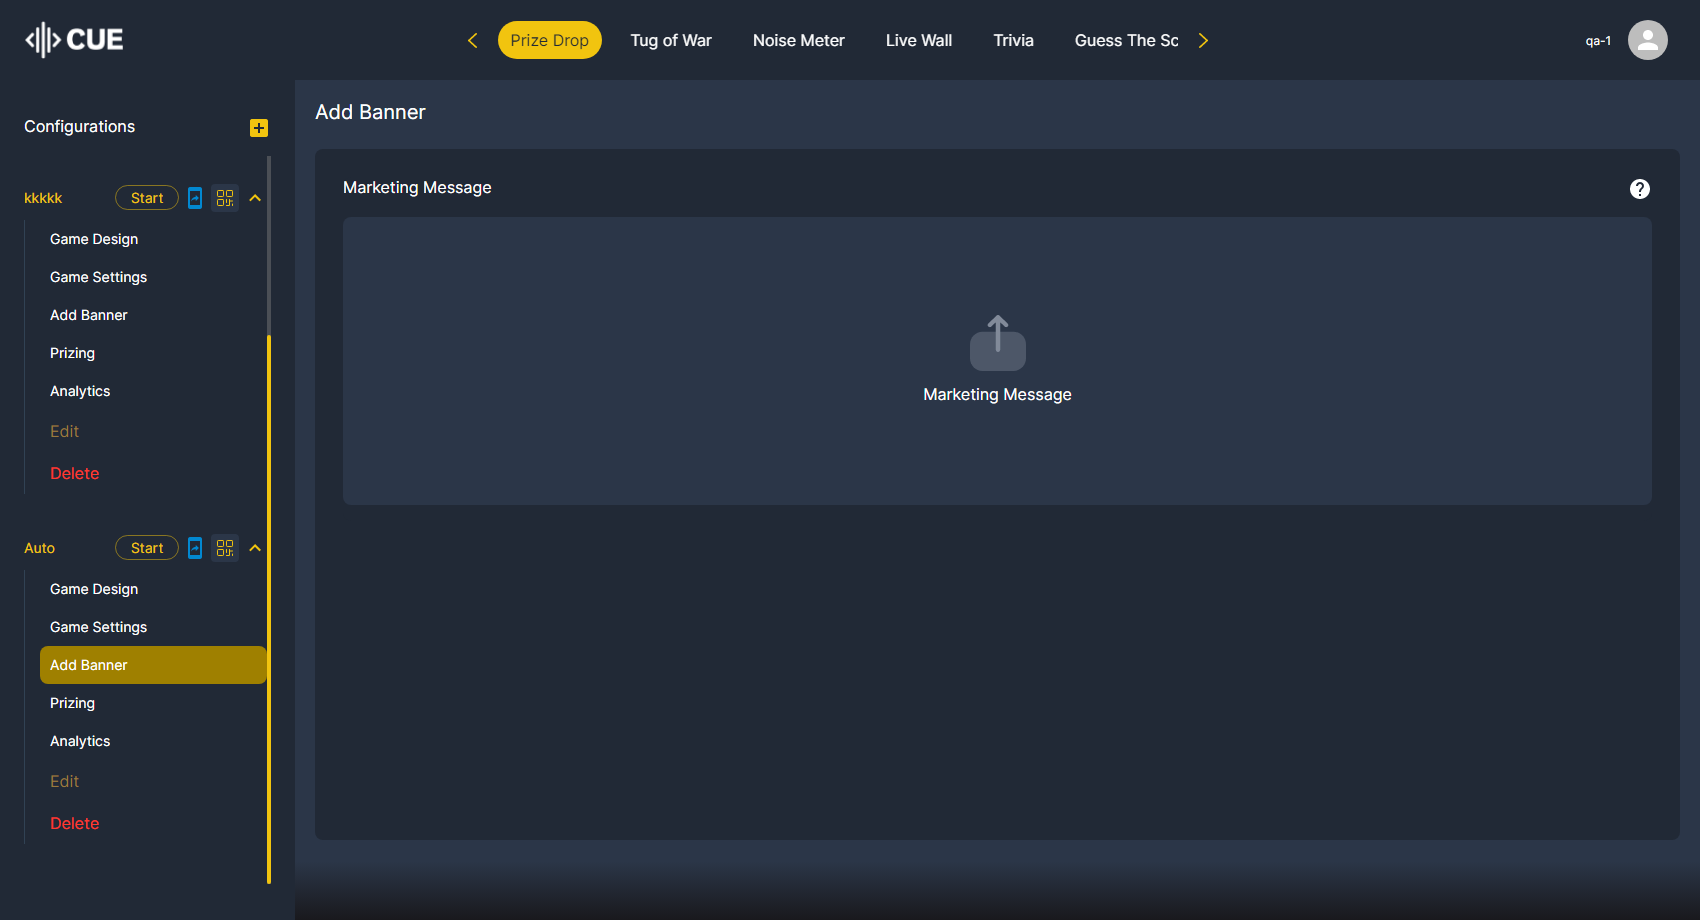 CUE
Prize Drop
Tug of War
Noise Meter
Live Wall
Trivia
Guess The Sc
qa-1
Configurations
kkkkk
Start
Game Design
Game Settings
Add Banner
Prizing
Analytics
Edit
Delete
Auto
Start
Game Design
Game Settings
Add Banner
Prizing
Analytics
Edit
Delete
Add Banner
Marketing Message
?
Marketing Message